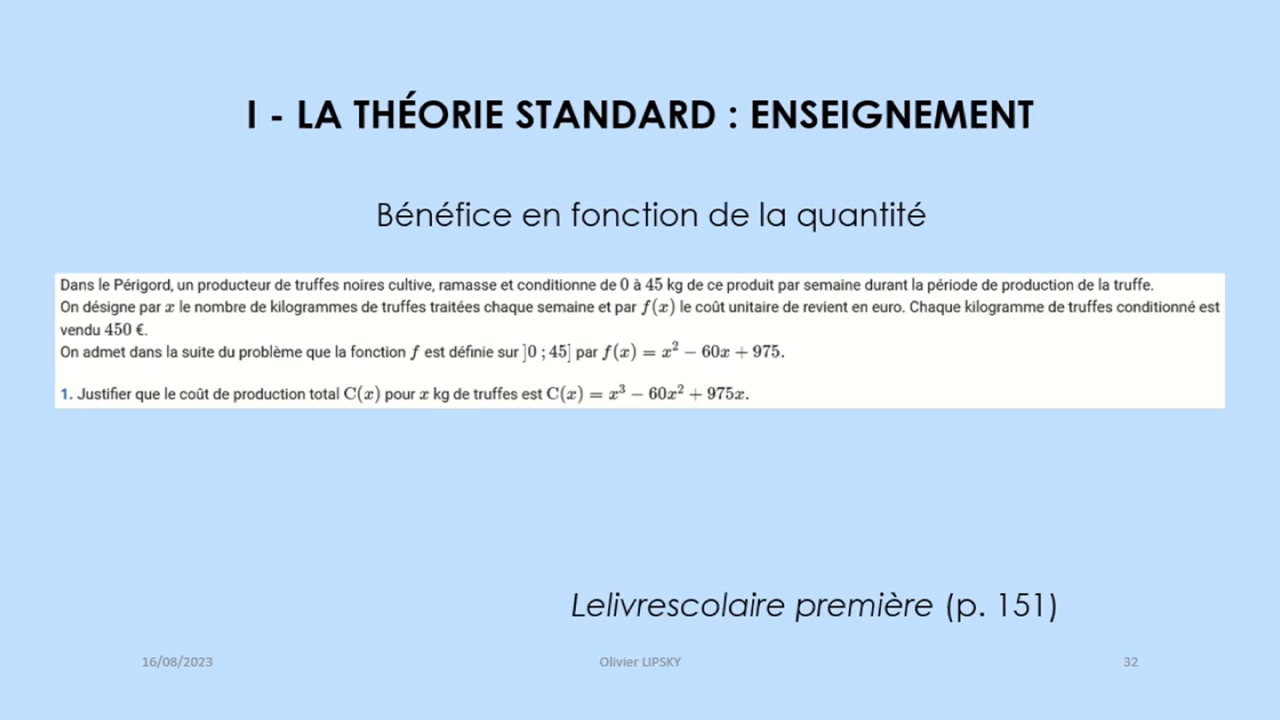 I - LA THÉORIE STANDARD : ENSEIGNEMENT
Bénéfice en fonction de la quantité
Dans le Périgord, un producteur de truffes noires cultive, ramasse et conditionne de 0 à 45 kg de ce produit par semaine durant la période de production de la truffe.
On désigne par x le nombre de kilogrammes de truffes traitées chaque semaine et par f(x) le coût unitaire de revient en euro. Chaque kilogramme de truffes conditionné est
vendu 450 €.
On admet dans la suite du problème que la fonction f est définie sur ]0 ; 45] par f(x) = x² − 60x + 975.
1. Justifier que le coût de production total C(x) pour x kg de truffes est C(x) = x³ − 60x² + 975x.
Lelivrescolaire première (p. 151)
16/08/2023
Olivier LIPSKY
32